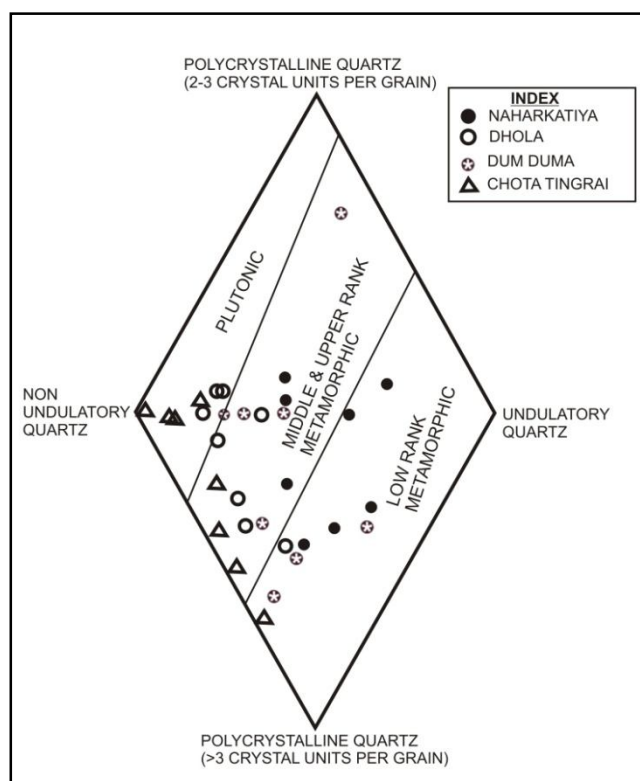 POLYCRYSTALLINE QUARTZ
(2-3 CRYSTAL UNITS PER GRAIN)
INDEX
NAHARKATIYA
DHOLA
DUM DUMA
CHOTA TINGRAI
PLUTONIC
MIDDLE & UPPER RANK
METAMORPHIC
LOW RANK
METAMORPHIC
NON
UNDULATORY
QUARTZ
UNDULATORY
QUARTZ
POLYCRYSTALLINE QUARTZ
(>3 CRYSTAL UNITS PER GRAIN)